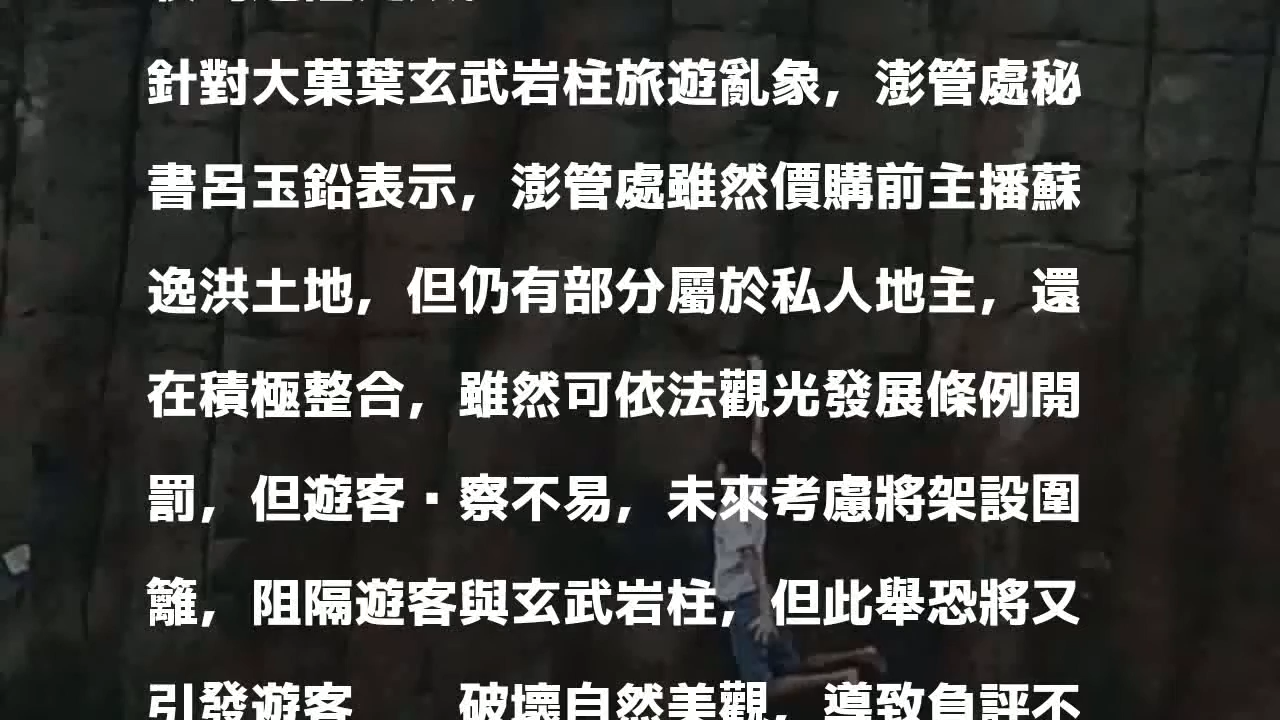 針對大菓葉玄武岩柱旅遊亂象，澎管處秘
書呂玉鉛表示，澎管處雖然價購前主播蘇
逸洪土地，但仍有部分屬於私人地主，還
在積極整合，雖然可依法觀光發展條例開
罰，但遊客·察不易，未來考慮將架設圍
籬，阻隔遊客與玄武岩柱，但此舉恐將又
引發遊客　　破壞自然美觀，導致負評不